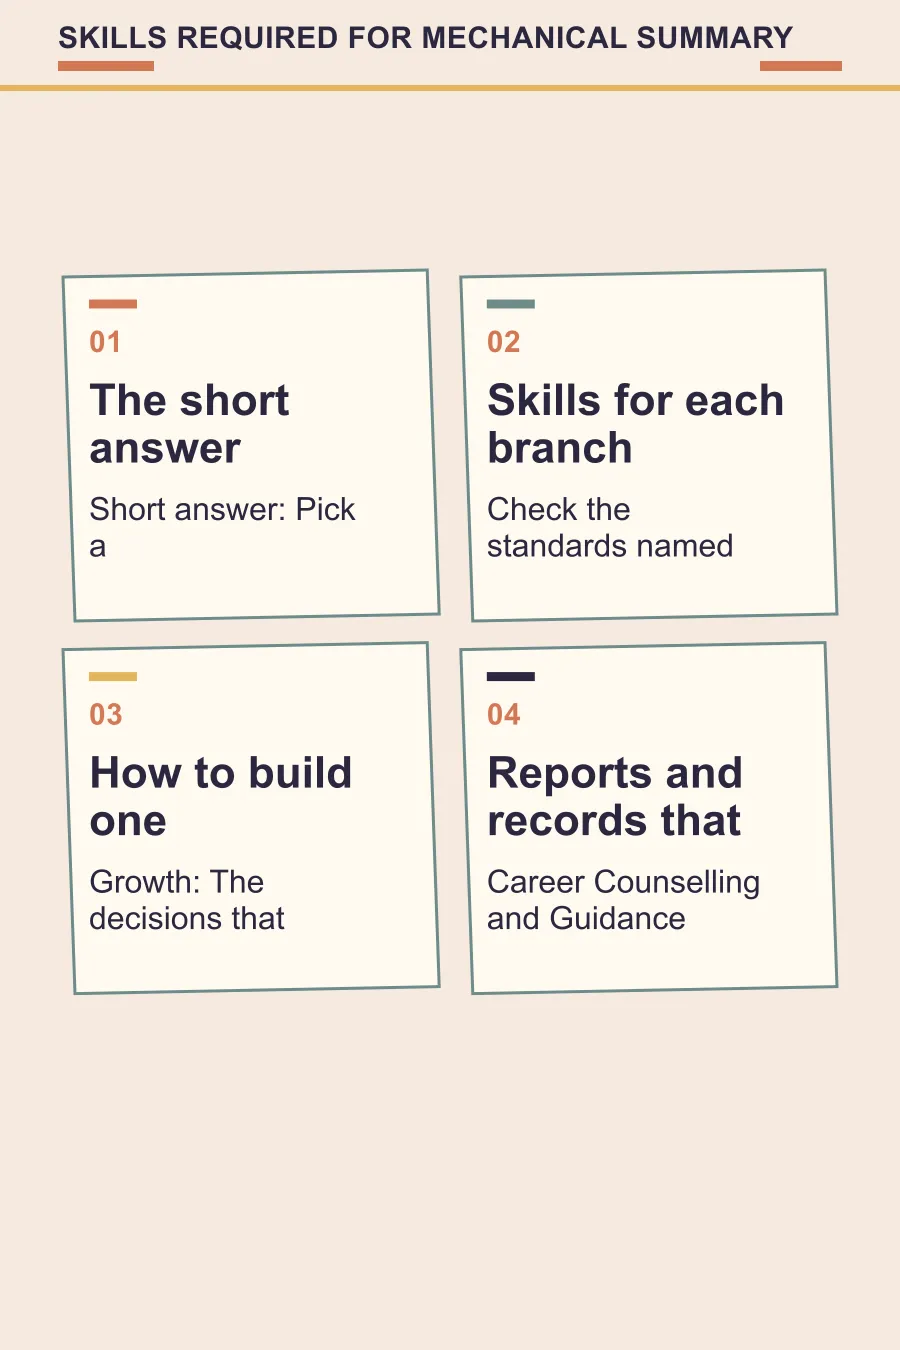 SKILLS REQUIRED FOR MECHANICAL SUMMARY
01
The short
answer
Short answer: Pick
a
02
Skills for each
branch
Check the
standards named
03
How to build
one
Growth: The
decisions that
04
Reports and
records that
Career Counselling
and Guidance